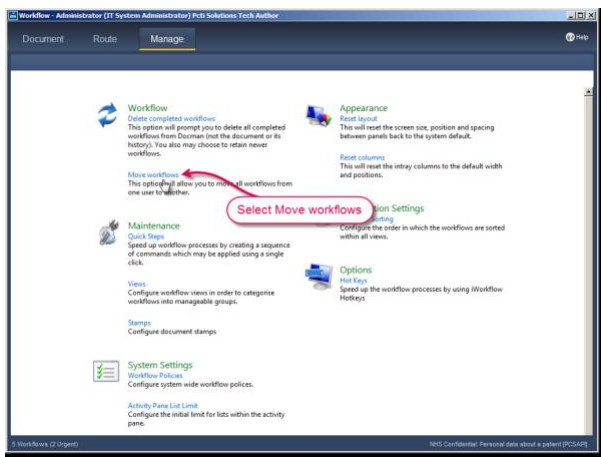 Workflow - Administrator (IT System Administrator) Pcti Solutions Tech Author
Document Route Manage
Help
Workflow
Delete completed workflows
This option will prompt you to delete all completed
workflows from Docman (not the document or its
history). You also may choose to retain newer
workflows.
Move workflows
This option will allow you to move all workflows from
one user to another.
Select Move workflows
Maintenance
Quick Steps
Speed up workflow processes by creating a sequence
of commands which may be applied using a single
click.
Views
Configure workflow views in order to categorise
workflows into manageable groups.
Stamps
Configure document stamps
System Settings
Workflow Policies
Configure system wide workflow polices.
Activity Pane List Limit
Configure the initial limit for lists within the activity
pane.
Appearance
Reset layout
This will reset the screen size, position and spacing
between panels back to the system default.
Reset columns
This will reset the intray columns to the default width
and positions.
tion Settings
orting
Configure the order in which the workflows are sorted
within all views.
Options
Hot Keys
Speed up the workflow processes by using iWorkflow
Hotkeys
5 Workflows (2 Urgent)
NHS Confidential: Personal data about a patient [PCSAPI]